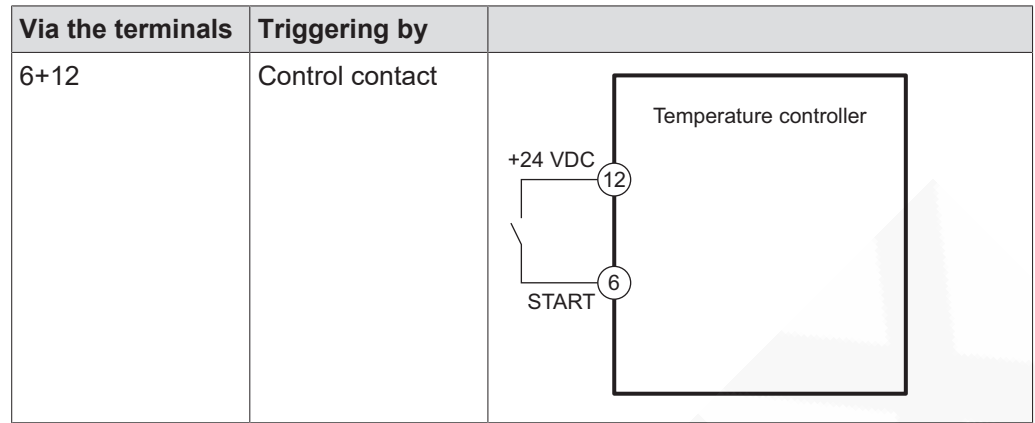 Via the terminals Triggering by
6+12 Control contact
Temperature controller
+24 VDC
12
6
START